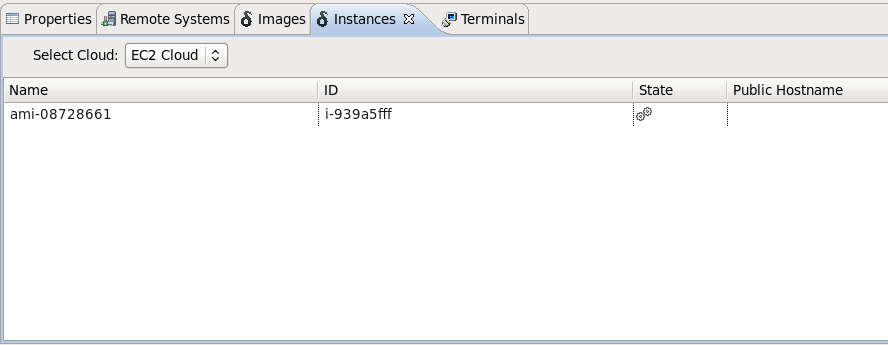 Properties Remote Systems Images Instances Terminals
Select Cloud: EC2 Cloud
Name ID State Public Hostname
ami-08728661 i-939a5fff